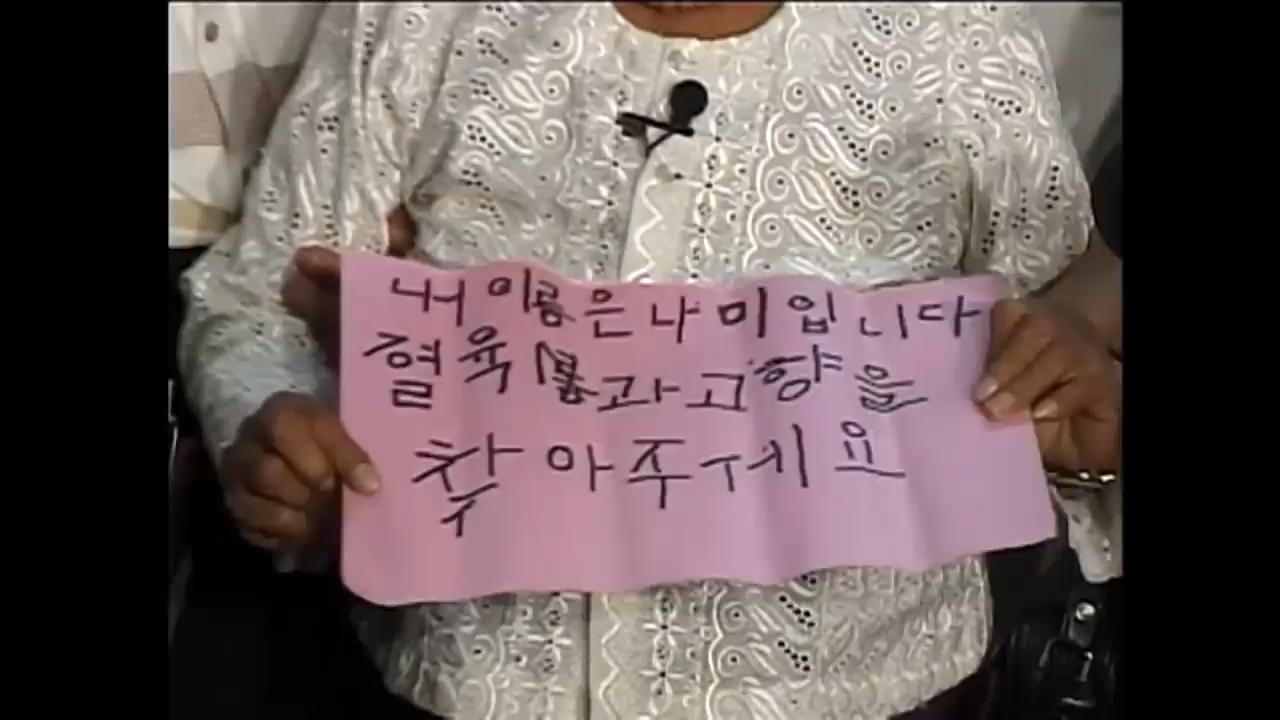 내 이름은 나미입니다
혈육 과 고향을
찾아주세요